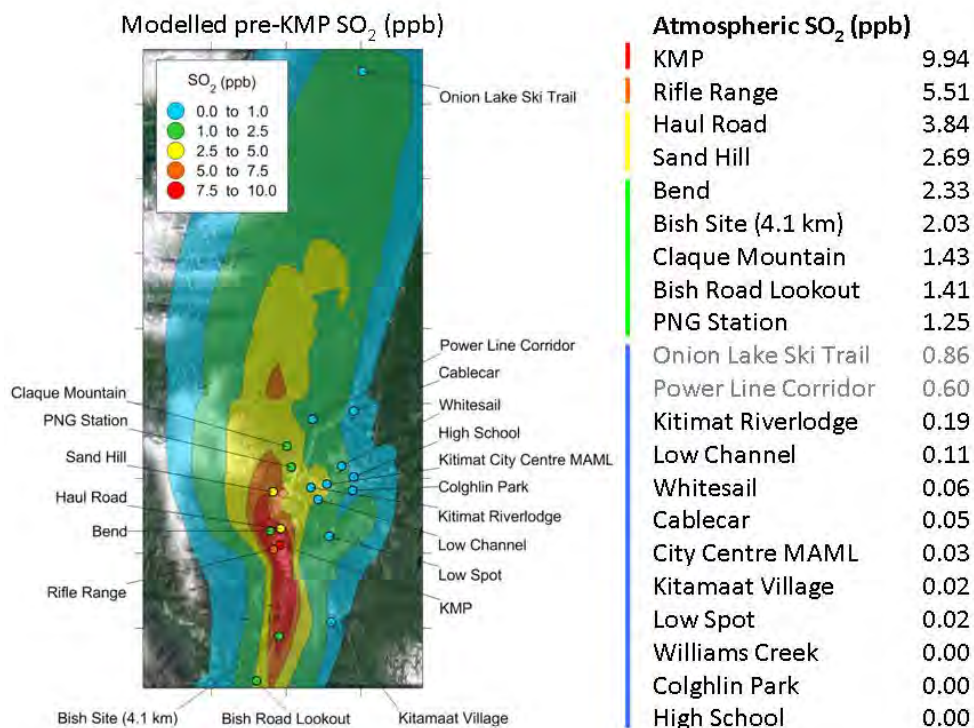 Modelled pre-KMP SO2 (ppb)
SO2 (ppb)
0.0 to 1.0
1.0 to 2.5
2.5 to 5.0
5.0 to 7.5
7.5 to 10.0
Onion Lake Ski Trail
Power Line Corridor
Cablecar
Whitesail
High School
Kitimat City Centre MAML
Colghlin Park
Kitimat Riverlodge
Low Channel
Low Spot
KMP
Claque Mountain
PNG Station
Sand Hill
Haul Road
Bend
Rifle Range
Bish Site (4.1 km)
Bish Road Lookout
Kitamaat Village
Atmospheric SO2 (ppb)
KMP 9.94
Rifle Range 5.51
Haul Road 3.84
Sand Hill 2.69
Bend 2.33
Bish Site (4.1 km) 2.03
Claque Mountain 1.43
Bish Road Lookout 1.41
PNG Station 1.25
Onion Lake Ski Trail 0.86
Power Line Corridor 0.60
Kitimat Riverlodge 0.19
Low Channel 0.11
Whitesail 0.06
Cablecar 0.05
City Centre MAML 0.03
Kitamaat Village 0.02
Low Spot 0.02
Williams Creek 0.00
Colghlin Park 0.00
High School 0.00